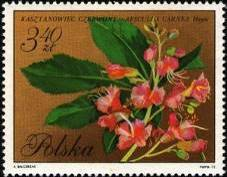 KASZTANOWIEC CZERWONY - AESCULUS CARNEA Hayne
3,40
zł
Polska